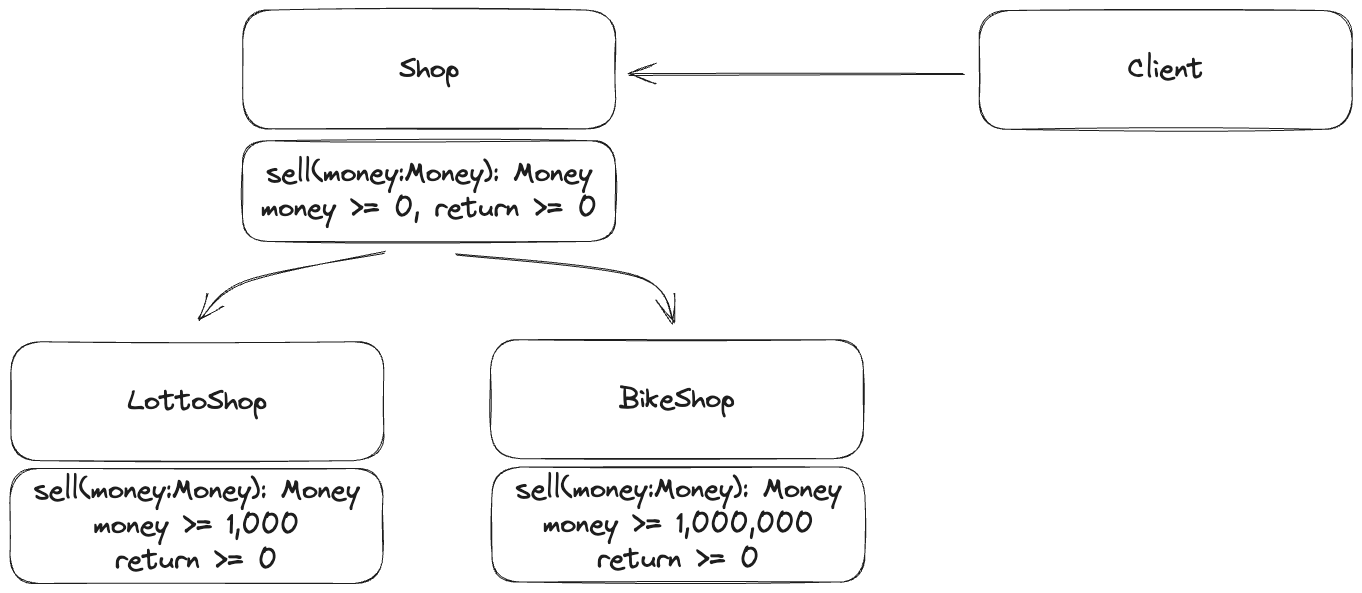 Shop
Client
sell(money:Money): Money
money >= 0, return >= 0
LottoShop
BikeShop
sell(money:Money): Money
money >= 1,000
return >= 0
sell(money:Money): Money
money >= 1,000,000
return >= 0